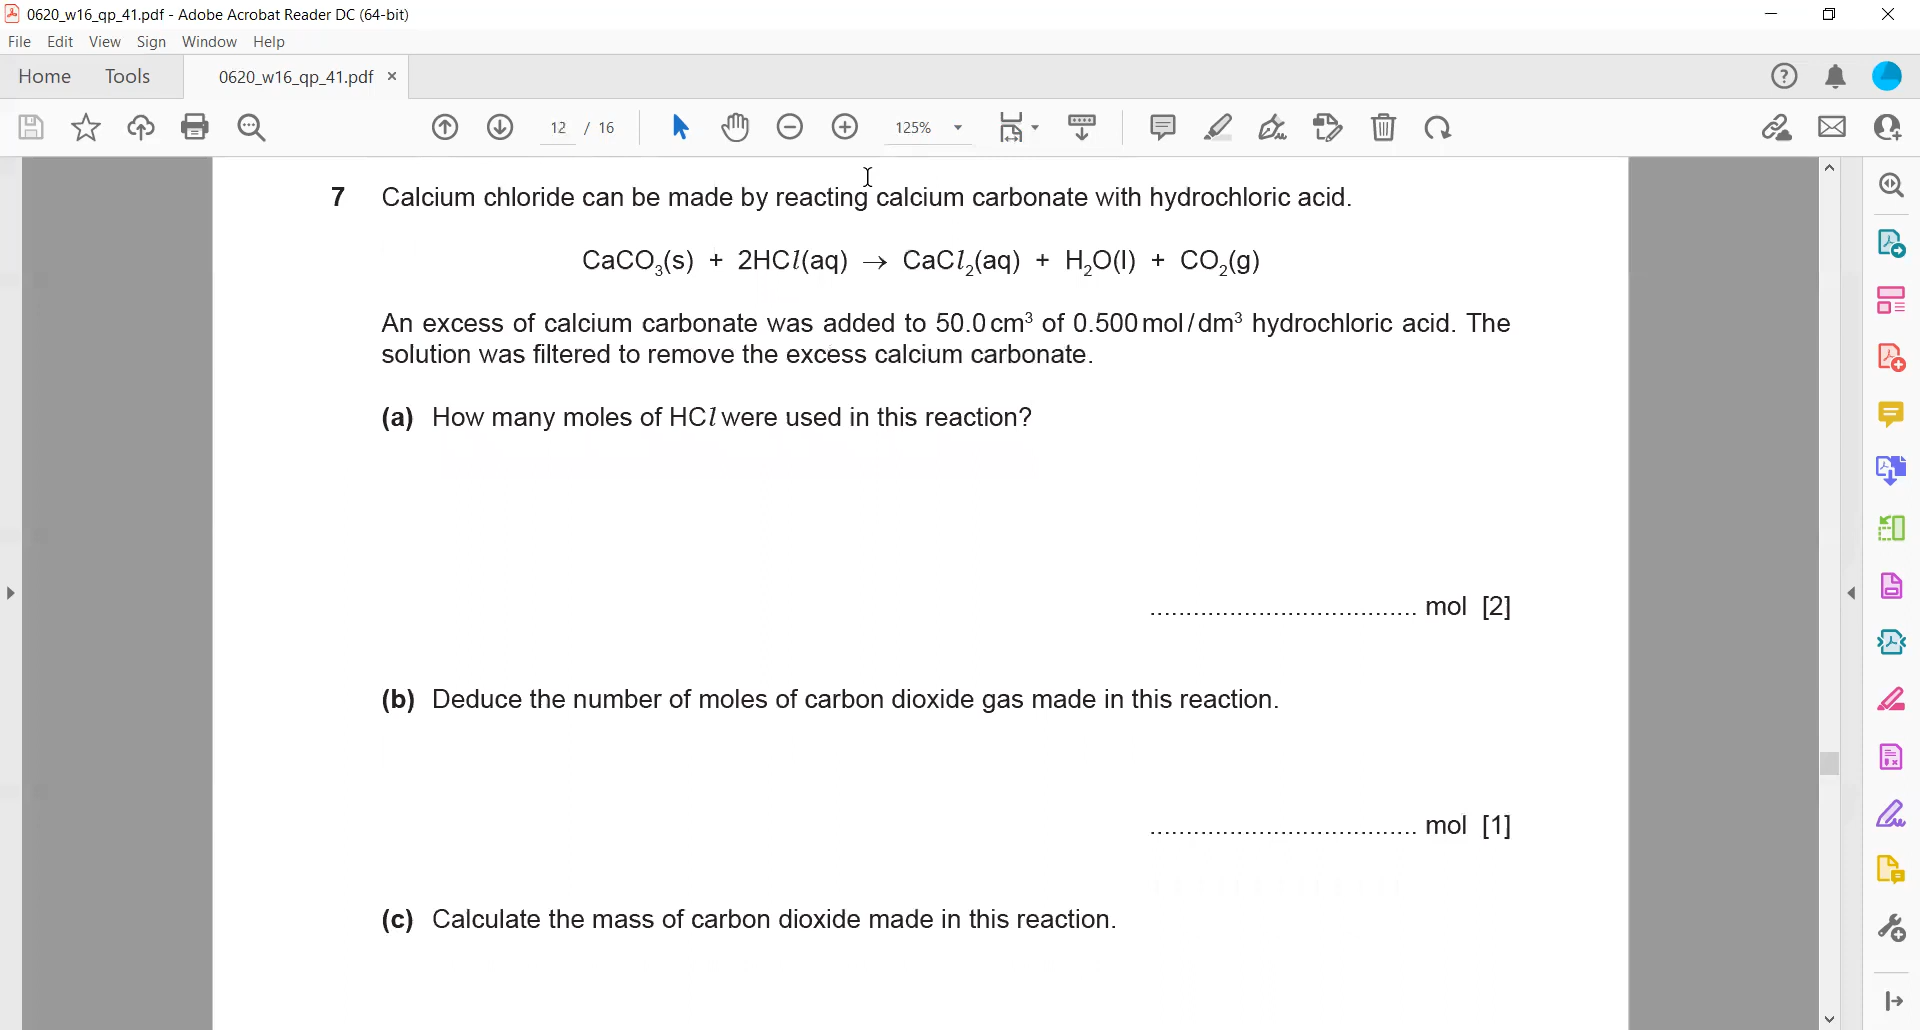 0620_w16_qp_41.pdf - Adobe Acrobat Reader DC (64-bit)
File Edit View Sign Window Help
Home Tools 0620_w16_qp_41.pdf ×
12 / 16 125%
7 Calcium chloride can be made by reacting calcium carbonate with hydrochloric acid.
CaCO₃(s) + 2HCl(aq) → CaCl₂(aq) + H₂O(l) + CO₂(g)
An excess of calcium carbonate was added to 50.0 cm³ of 0.500 mol/dm³ hydrochloric acid. The
solution was filtered to remove the excess calcium carbonate.
(a) How many moles of HCl were used in this reaction?
..................................... mol [2]
(b) Deduce the number of moles of carbon dioxide gas made in this reaction.
..................................... mol [1]
(c) Calculate the mass of carbon dioxide made in this reaction.